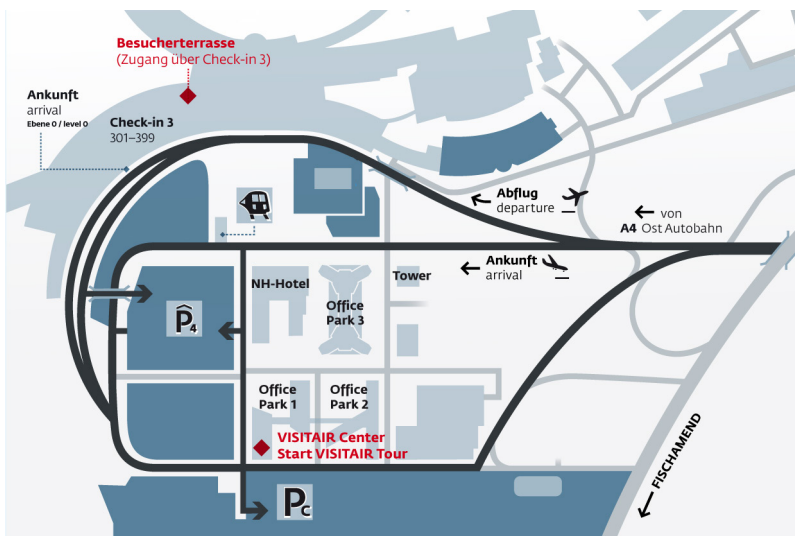 Besucherterrasse
(Zugang über Check-in 3)
Ankunft
arrival
Ebene 0 / level 0
Check-in 3
301–399
Abflug
departure
von
A4 Ost Autobahn
Ankunft
arrival
NH-Hotel
Office
Park 3
Tower
P4
Office
Park 1
Office
Park 2
VISITAIR Center
Start VISITAIR Tour
FISCHAMEND
PC